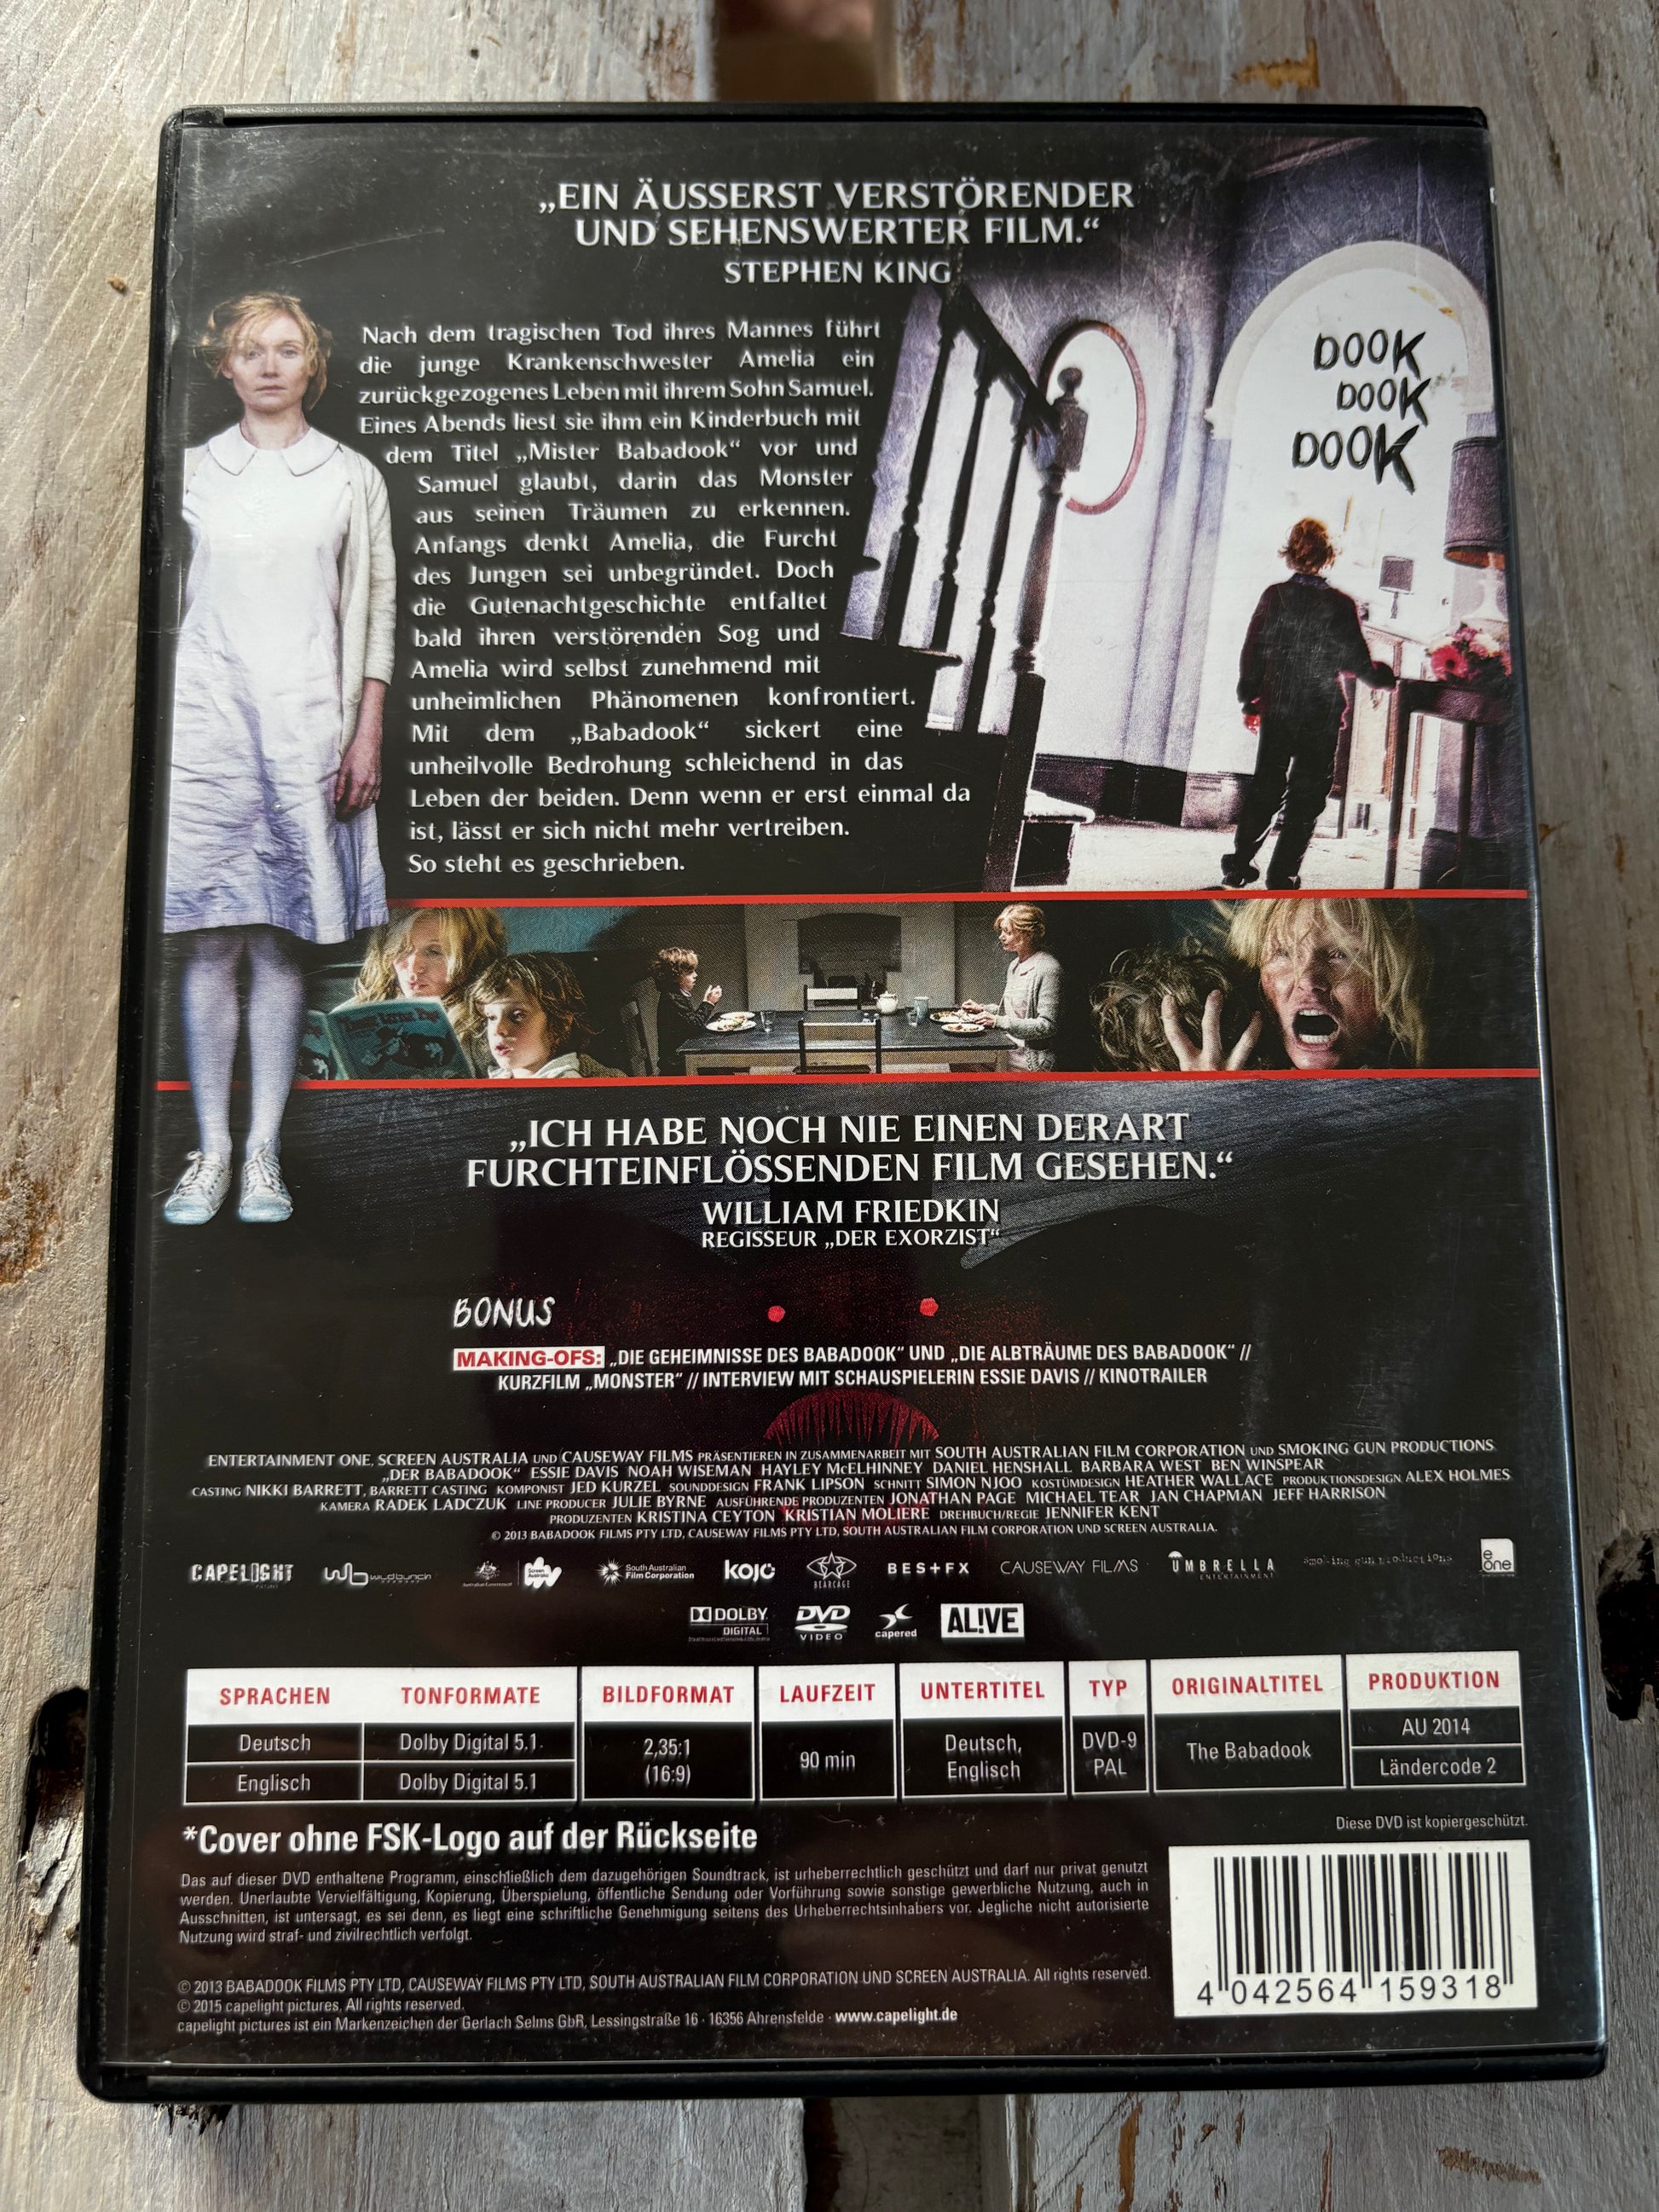 „EIN ÄUSSERST VERSTÖRENDER
UND SEHENSWERTER FILM.“
STEPHEN KING
Nach dem tragischen Tod ihres Mannes führt
die junge Krankenschwester Amelia ein
zurückgezogenes Leben mit ihrem Sohn Samuel.
Eines Abends liest sie ihm ein Kinderbuch mit
dem Titel „Mister Babadook“ vor und
Samuel glaubt, darin das Monster
aus seinen Träumen zu erkennen.
Anfangs denkt Amelia, die Furcht
des Jungen sei unbegründet. Doch
die Gutenachtgeschichte entfaltet
bald ihren verstörenden Sog und
Amelia wird selbst zunehmend mit
unheimlichen Phänomenen konfrontiert.
Mit dem „Babadook“ sickert eine
unheilvolle Bedrohung schleichend in das
Leben der beiden. Denn wenn er erst einmal da
ist, lässt er sich nicht mehr vertreiben.
So steht es geschrieben.
DOOK
DOOK
DOOK
„ICH HABE NOCH NIE EINEN DERART
FURCHTEINFLÖSSENDEN FILM GESEHEN.“
WILLIAM FRIEDKIN
REGISSEUR „DER EXORZIST“
BONUS
MAKING-OFS: „DIE GEHEIMNISSE DES BABADOOK“ UND „DIE ALBTRÄUME DES BABADOOK“ //
KURZFILM „MONSTER“ // INTERVIEW MIT SCHAUSPIELERIN ESSIE DAVIS // KINOTRAILER
ENTERTAINMENT ONE, SCREEN AUSTRALIA UND CAUSEWAY FILMS PRÄSENTIEREN IN ZUSAMMENARBEIT MIT SOUTH AUSTRALIAN FILM CORPORATION UND SMOKING GUN PRODUCTIONS
„DER BABADOOK“ ESSIE DAVIS NOAH WISEMAN HAYLEY McELHINNEY DANIEL HENSHALL BARBARA WEST BEN WINSPEAR
CASTING NIKKI BARRETT, BARRETT CASTING KOMPONIST JED KURZEL SOUNDDESIGN FRANK LIPSON SCHNITT SIMON NJOO KOSTÜMDESIGN HEATHER WALLACE PRODUKTIONSDESIGN ALEX HOLMES
KAMERA RADEK LADCZUK LINE PRODUCER JULIE BYRNE AUSFÜHRENDE PRODUZENTEN JONATHAN PAGE MICHAEL TEAR JAN CHAPMAN JEFF HARRISON
PRODUZENTEN KRISTINA CEYTON KRISTIAN MOLIERE DREHBUCH/REGIE JENNIFER KENT
© 2013 BABADOOK FILMS PTY LTD, CAUSEWAY FILMS PTY LTD, SOUTH AUSTRALIAN FILM CORPORATION UND SCREEN AUSTRALIA.
CAPELIGHT wildbunch Screen Australia South Australian Film Corporation kojo BEARCAGE BES+FX CAUSEWAY FILMS UMBRELLA ENTERTAINMENT smoking gun productions e one
DOLBY DIGITAL DVD VIDEO capered AL!VE
SPRACHEN TONFORMATE BILDFORMAT LAUFZEIT UNTERTITEL TYP ORIGINALTITEL PRODUKTION
Deutsch Dolby Digital 5.1 2,35:1 90 min Deutsch, DVD-9 The Babadook AU 2014
Englisch Dolby Digital 5.1 (16:9) Englisch PAL Ländercode 2
*Cover ohne FSK-Logo auf der Rückseite
Diese DVD ist kopiergeschützt.
Das auf dieser DVD enthaltene Programm, einschließlich dem dazugehörigen Soundtrack, ist urheberrechtlich geschützt und darf nur privat genutzt
werden. Unerlaubte Vervielfältigung, Kopierung, Überspielung, öffentliche Sendung oder Vorführung sowie sonstige gewerbliche Nutzung, auch in
Ausschnitten, ist untersagt, es sei denn, es liegt eine schriftliche Genehmigung seitens des Urheberrechtsinhabers vor. Jegliche nicht autorisierte
Nutzung wird straf- und zivilrechtlich verfolgt.
© 2013 BABADOOK FILMS PTY LTD, CAUSEWAY FILMS PTY LTD, SOUTH AUSTRALIAN FILM CORPORATION UND SCREEN AUSTRALIA. All rights reserved.
© 2015 capelight pictures, All rights reserved.
capelight pictures ist ein Markenzeichen der Gerlach Selms GbR, Lessingstraße 16 · 16356 Ahrensfelde · www.capelight.de
4 042564 159318